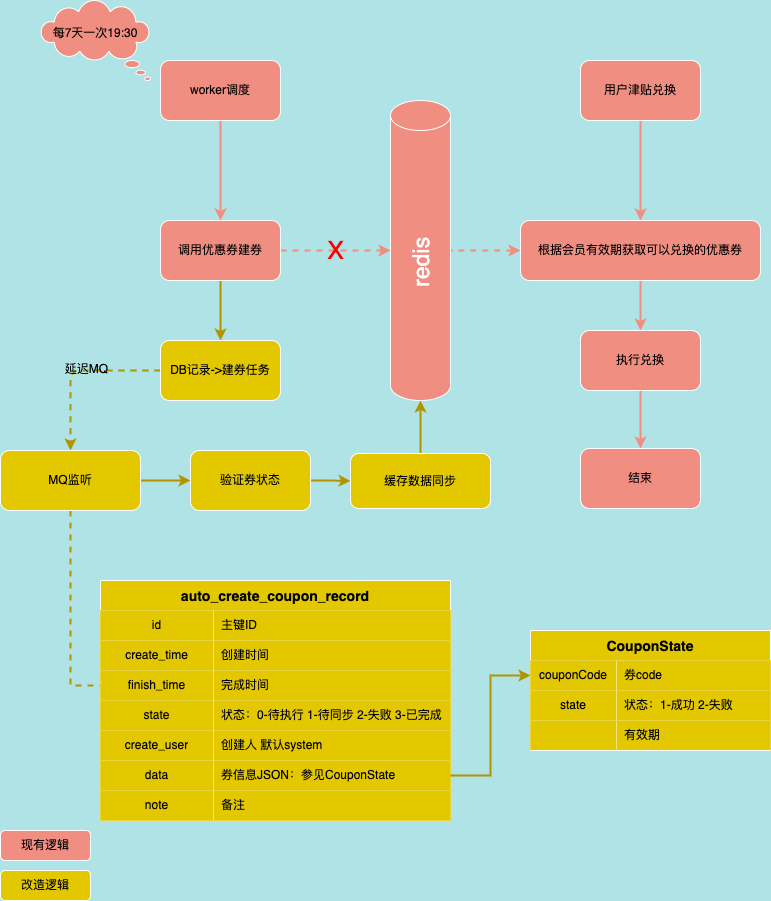 每7天一次19:30
worker调度
用户津贴兑换
调用优惠券建券
X
redis
根据会员有效期获取可以兑换的优惠券
DB记录->建券任务
延迟MQ
执行兑换
MQ监听
验证券状态
缓存数据同步
结束
auto_create_coupon_record
id 主键ID
create_time 创建时间
finish_time 完成时间
state 状态：0-待执行 1-待同步 2-失败 3-已完成
create_user 创建人 默认system
data 券信息JSON：参见CouponState
note 备注
CouponState
couponCode 券code
state 状态：1-成功 2-失败
有效期
现有逻辑
改造逻辑